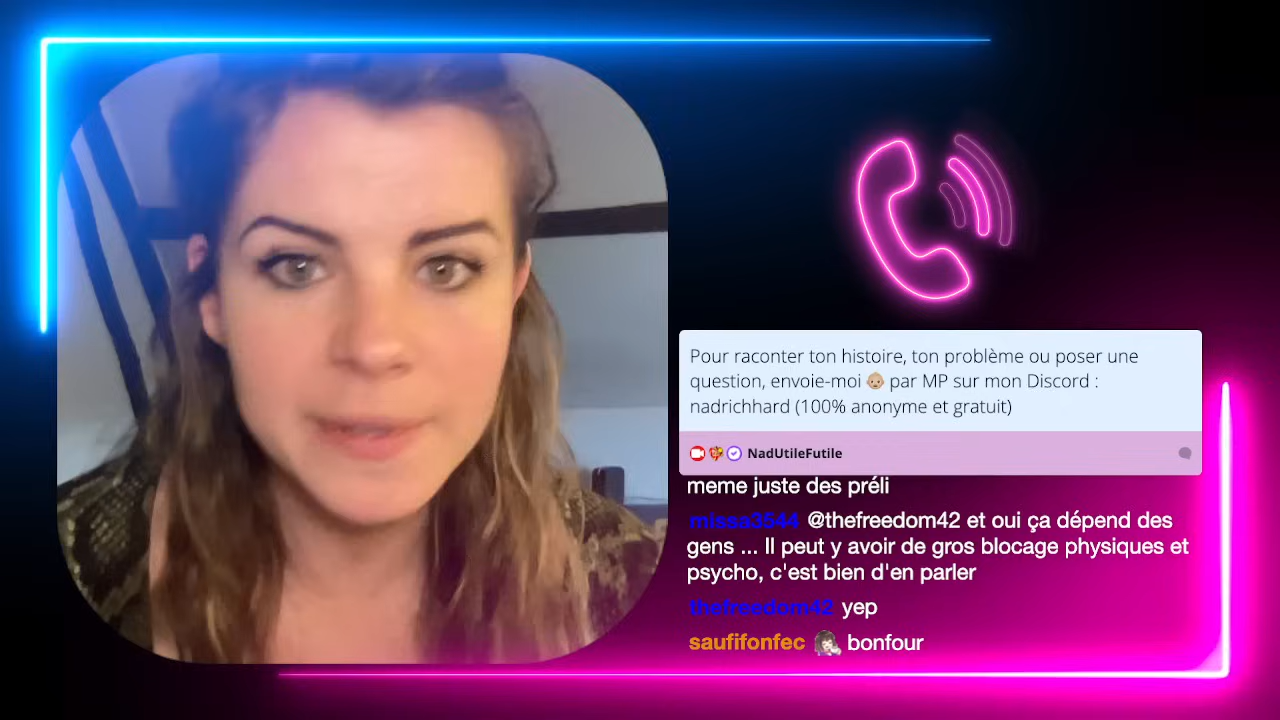 Pour raconter ton histoire, ton problème ou poser une
question, envoie-moi 👶🏼 par MP sur mon Discord :
nadrichhard (100% anonyme et gratuit)
NadUtileFutile
meme juste des préli
missa3544 @thefreedom42 et oui ça dépend des
gens ... Il peut y avoir de gros blocage physiques et
psycho, c'est bien d'en parler
thefreedom42 yep
saufifonfec bonfour